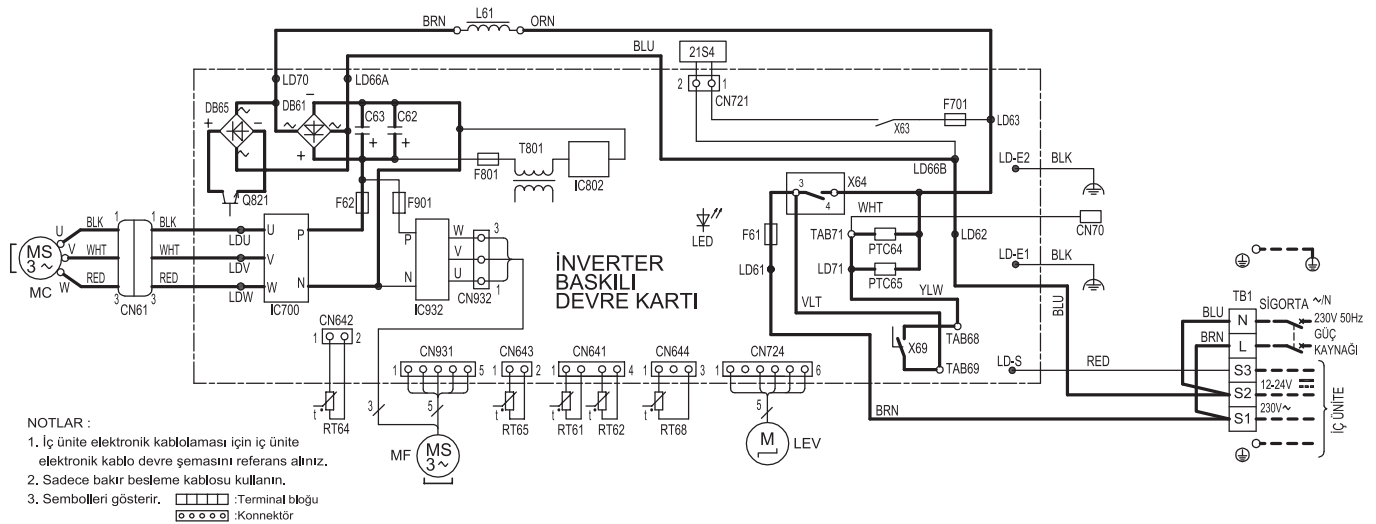 BRN L61 ORN
BLU
21S4
2 1
CN721
LD70 LD66A
DB65 DB61
~ - ~
+ - ~ ~
~ +
C63 C62
+ +
F701
X63 LD63
T801
F801 IC802
Q821
F62 F901
LD66B
LD-E2 BLK
3 X64
4
WHT
CN70
LED
F61
TAB71
PTC64
LD62
LD61 LD71
PTC65
LD-E1 BLK
YLW
VLT
TAB68
X69
TAB69
BLU
LD-S RED
BRN
U BLK 1 1 BLK U P
MS 3~ V WHT WHT V
W RED 3 3 RED W N
MC CN61
LDU
LDV
LDW
IC700
P W 3
V
N U 1
IC932 CN932
İNVERTER
BASKILI
DEVRE KARTI
CN642
1 2
CN931
1 5
CN643
1 2
CN641
1 4
CN644
1 3
CN724
1 6
t° RT64
3 5
t° RT65
t° RT61
t° RT62
t° RT68
5
MF MS 3~
M LEV
TB1 SİGORTA ~/N
BLU N 230V 50Hz
BRN L GÜÇ
KAYNAĞI
S3
S2 12-24V
S1 230V~
İÇ ÜNİTE
NOTLAR :
1. İç ünite elektronik kablolaması için iç ünite
elektronik kablo devre şemasını referans alınız.
2. Sadece bakır besleme kablosu kullanın.
3. Sembolleri gösterir. :Terminal bloğu
:Konnektör